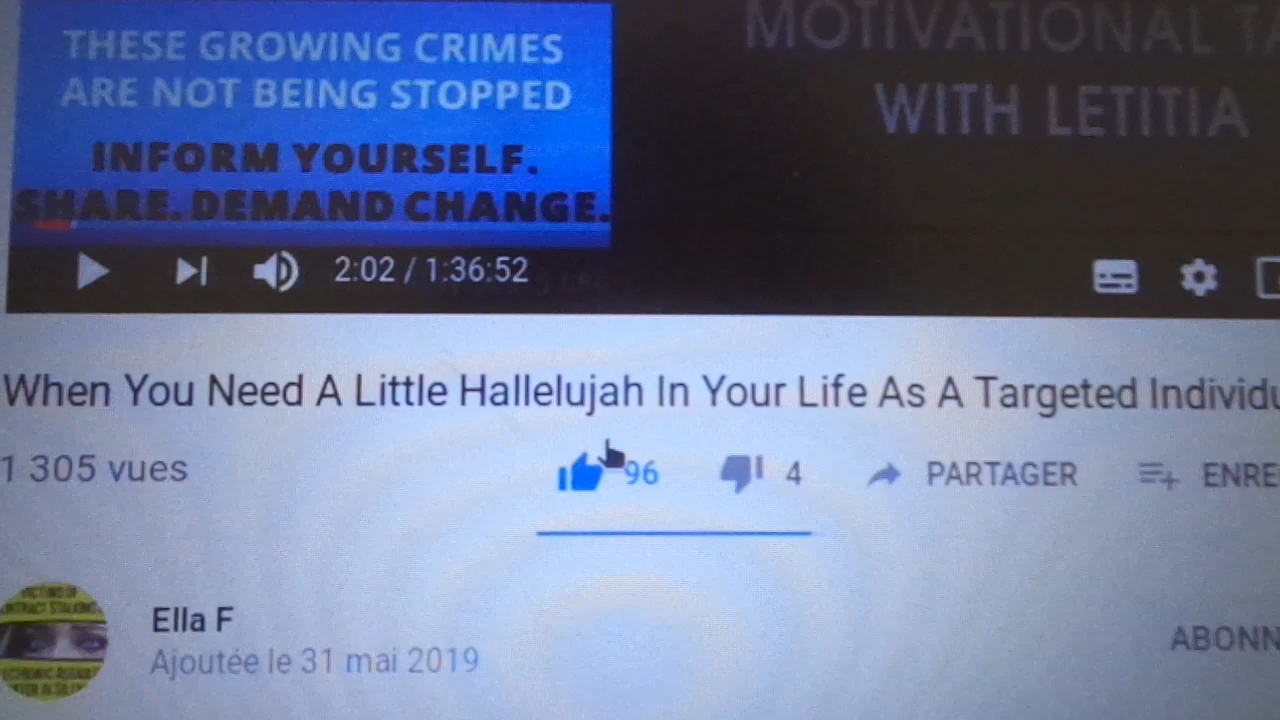 THESE GROWING CRIMES
ARE NOT BEING STOPPED
INFORM YOURSELF.
SHARE. DEMAND CHANGE.
MOTIVATIONAL TA
WITH LETITIA
2:02 / 1:36:52
When You Need A Little Hallelujah In Your Life As A Targeted Individu
1 305 vues
96
4
PARTAGER
ENRE
VICTIMS OF
Ella F
Ajoutée le 31 mai 2019
ABONN